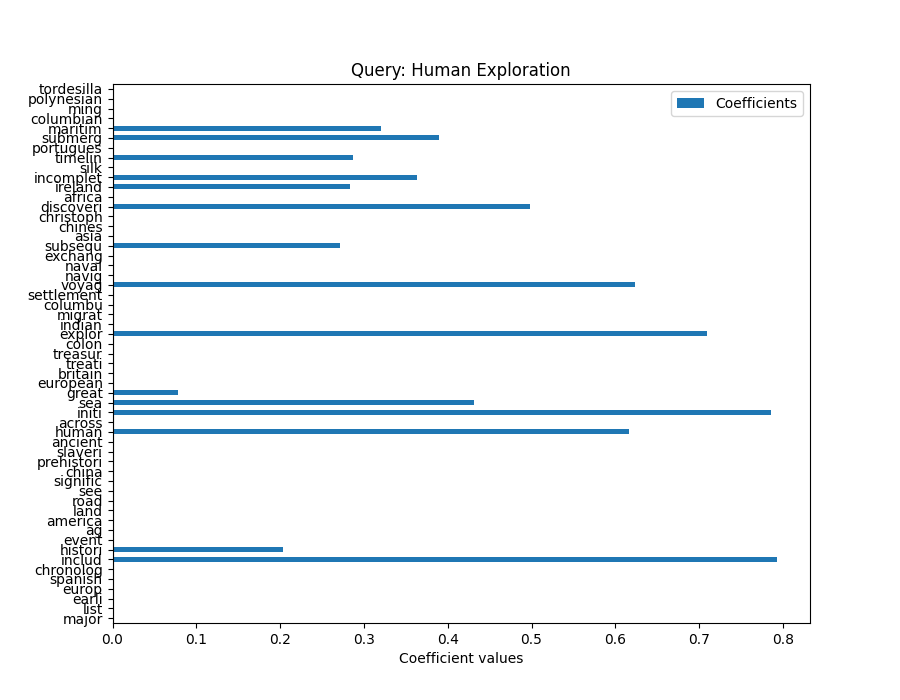 Query: Human Exploration
Coefficients
tordesilla
polynesian
ming
columbian
maritim
submerg
portugues
timelin
silk
incomplet
ireland
africa
discoveri
christoph
chines
asia
subsequ
exchang
naval
navig
voyag
settlement
columbu
migrat
indian
explor
colon
treasur
treati
britain
european
great
sea
initi
across
human
ancient
slaveri
prehistori
china
signific
see
road
land
america
ag
event
histori
includ
chronolog
spanish
europ
earli
list
major
0.0 0.1 0.2 0.3 0.4 0.5 0.6 0.7 0.8
Coefficient values